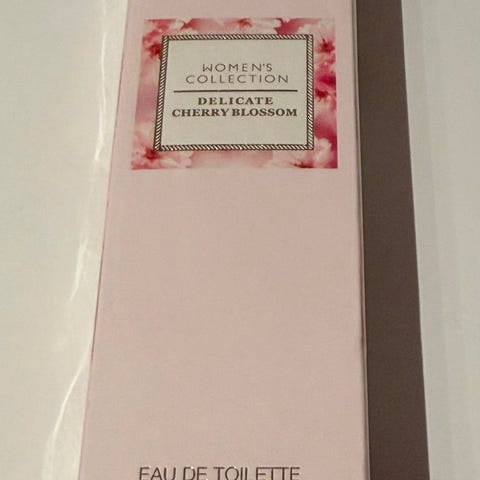 WOMEN'S
COLLECTION
DELICATE
CHERRY BLOSSOM
EAU DE TOILETTE